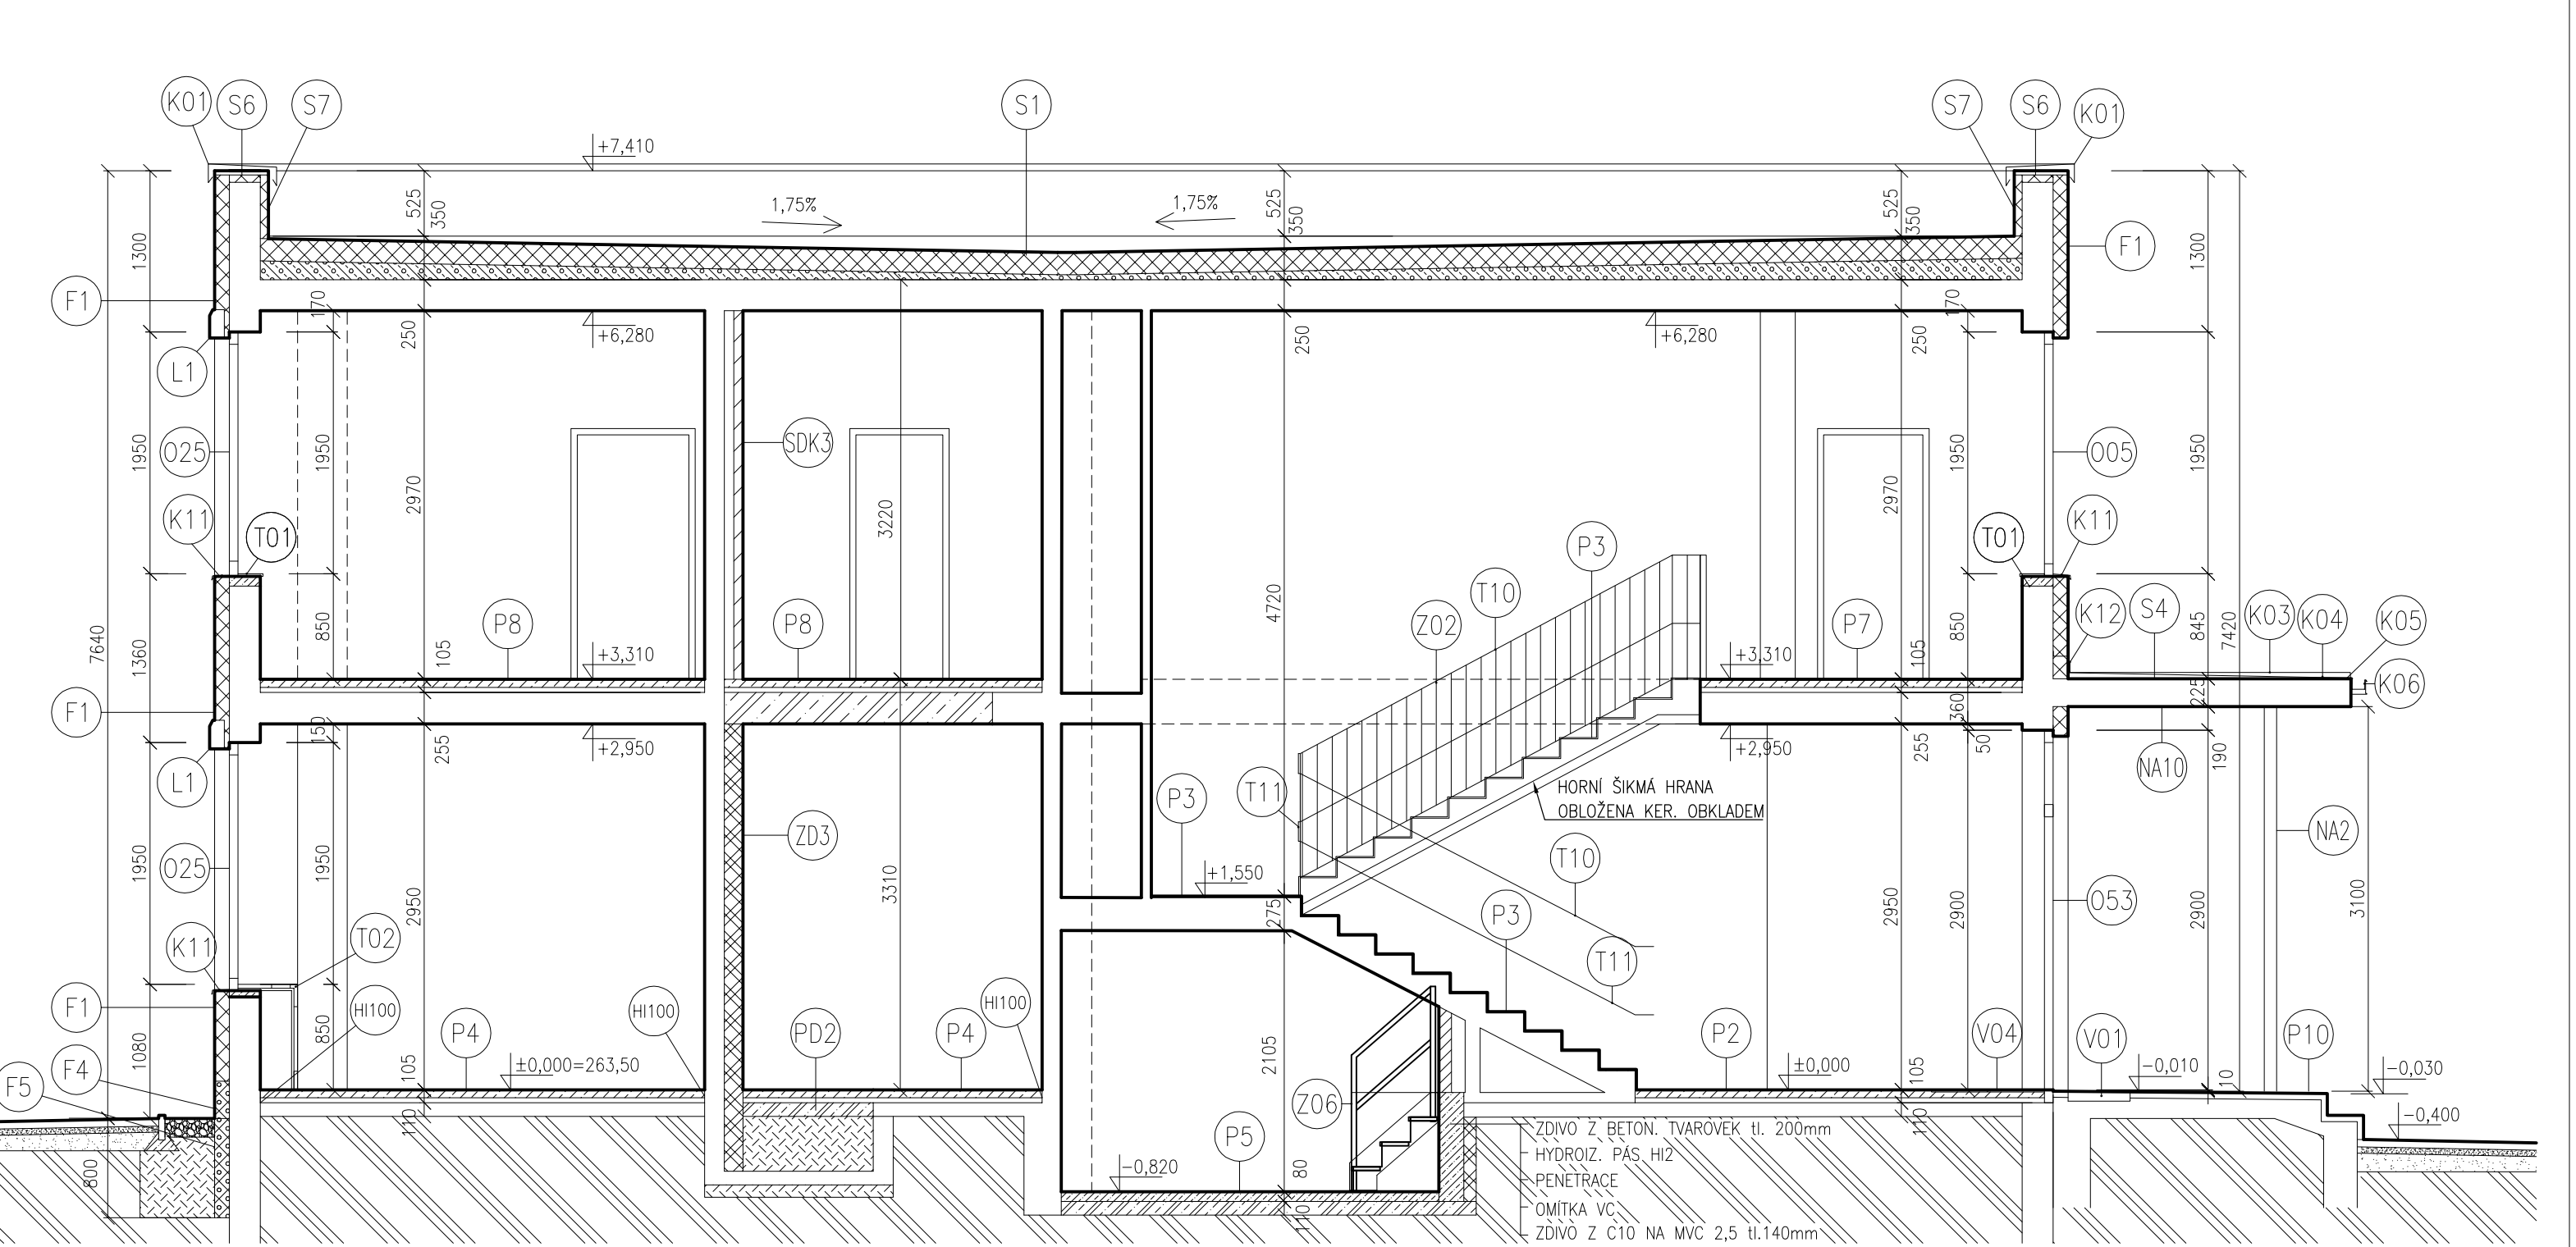 K01 S6 S7 S1 S7 S6 K01
+7,410
1,75% 1,75%
525 350 525 350 525 350
1300 1300
F1 F1
170 170
250 +6,280 250 +6,280 250
L1
O25 SDK3 O05
1950 1950 2970 3220 2970 1950 1950
K11 T01 P3 T01 K11
T10
Z02
4720
P8 P8 P7 K12 S4 K03 K04 K05
7640 1360 850 105 +3,310 +3,310 105 850 845 7420
K06
F1
150 255 +2,950 +2,950 255 360 50 225 190
L1
T11 P3 NA10
HORNÍ ŠIKMÁ HRANA
OBLOŽENA KER. OBKLADEM
ZD3 NA2
T10
O25 O53
1950 1950 2950 3310 +1,550 275 2950 2900 2900 3100
P3
K11 T02
T11
F1 HI100 HI100 HI100
1080 850 105 P4 PD2 P4 P2 V04 V01 P10
±0,000=263,50 2105 ±0,000 105 -0,010 10 -0,030
F4
F5
Z06
110 110 -0,400
P5
800 -0,820 80
110
ZDIVO Z BETON. TVAROVEK tl. 200mm
HYDROIZ. PÁS HI2
PENETRACE
OMÍTKA VC
ZDIVO Z C10 NA MVC 2,5 tl.140mm